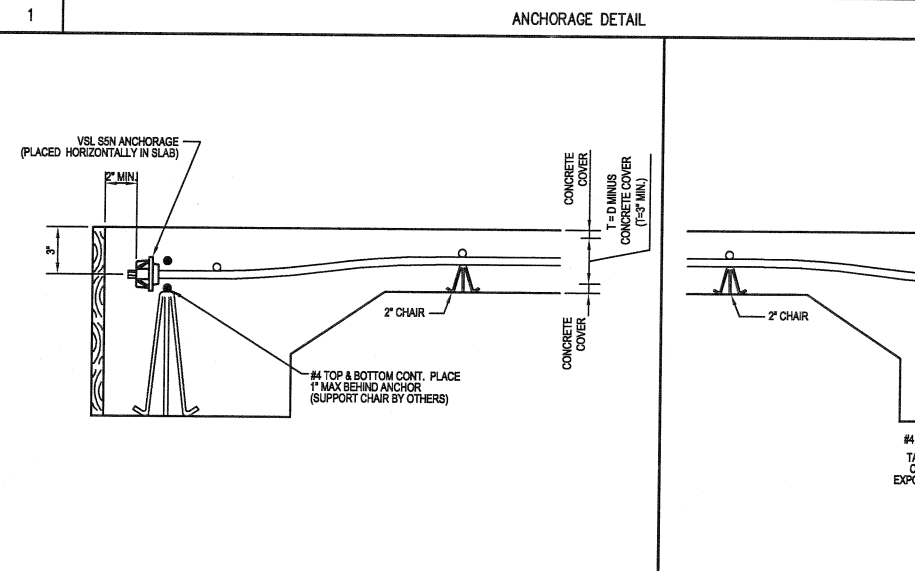 1
ANCHORAGE DETAIL
VSL S5N ANCHORAGE
(PLACED HORIZONTALLY IN SLAB)
2" MIN.
3"
CONCRETE
COVER
T = D MINUS
CONCRETE COVER
(T=3" MIN.)
2" CHAIR
CONCRETE
COVER
#4 TOP & BOTTOM CONT. PLACE
1" MAX BEHIND ANCHOR
(SUPPORT CHAIR BY OTHERS)
2" CHAIR
#4